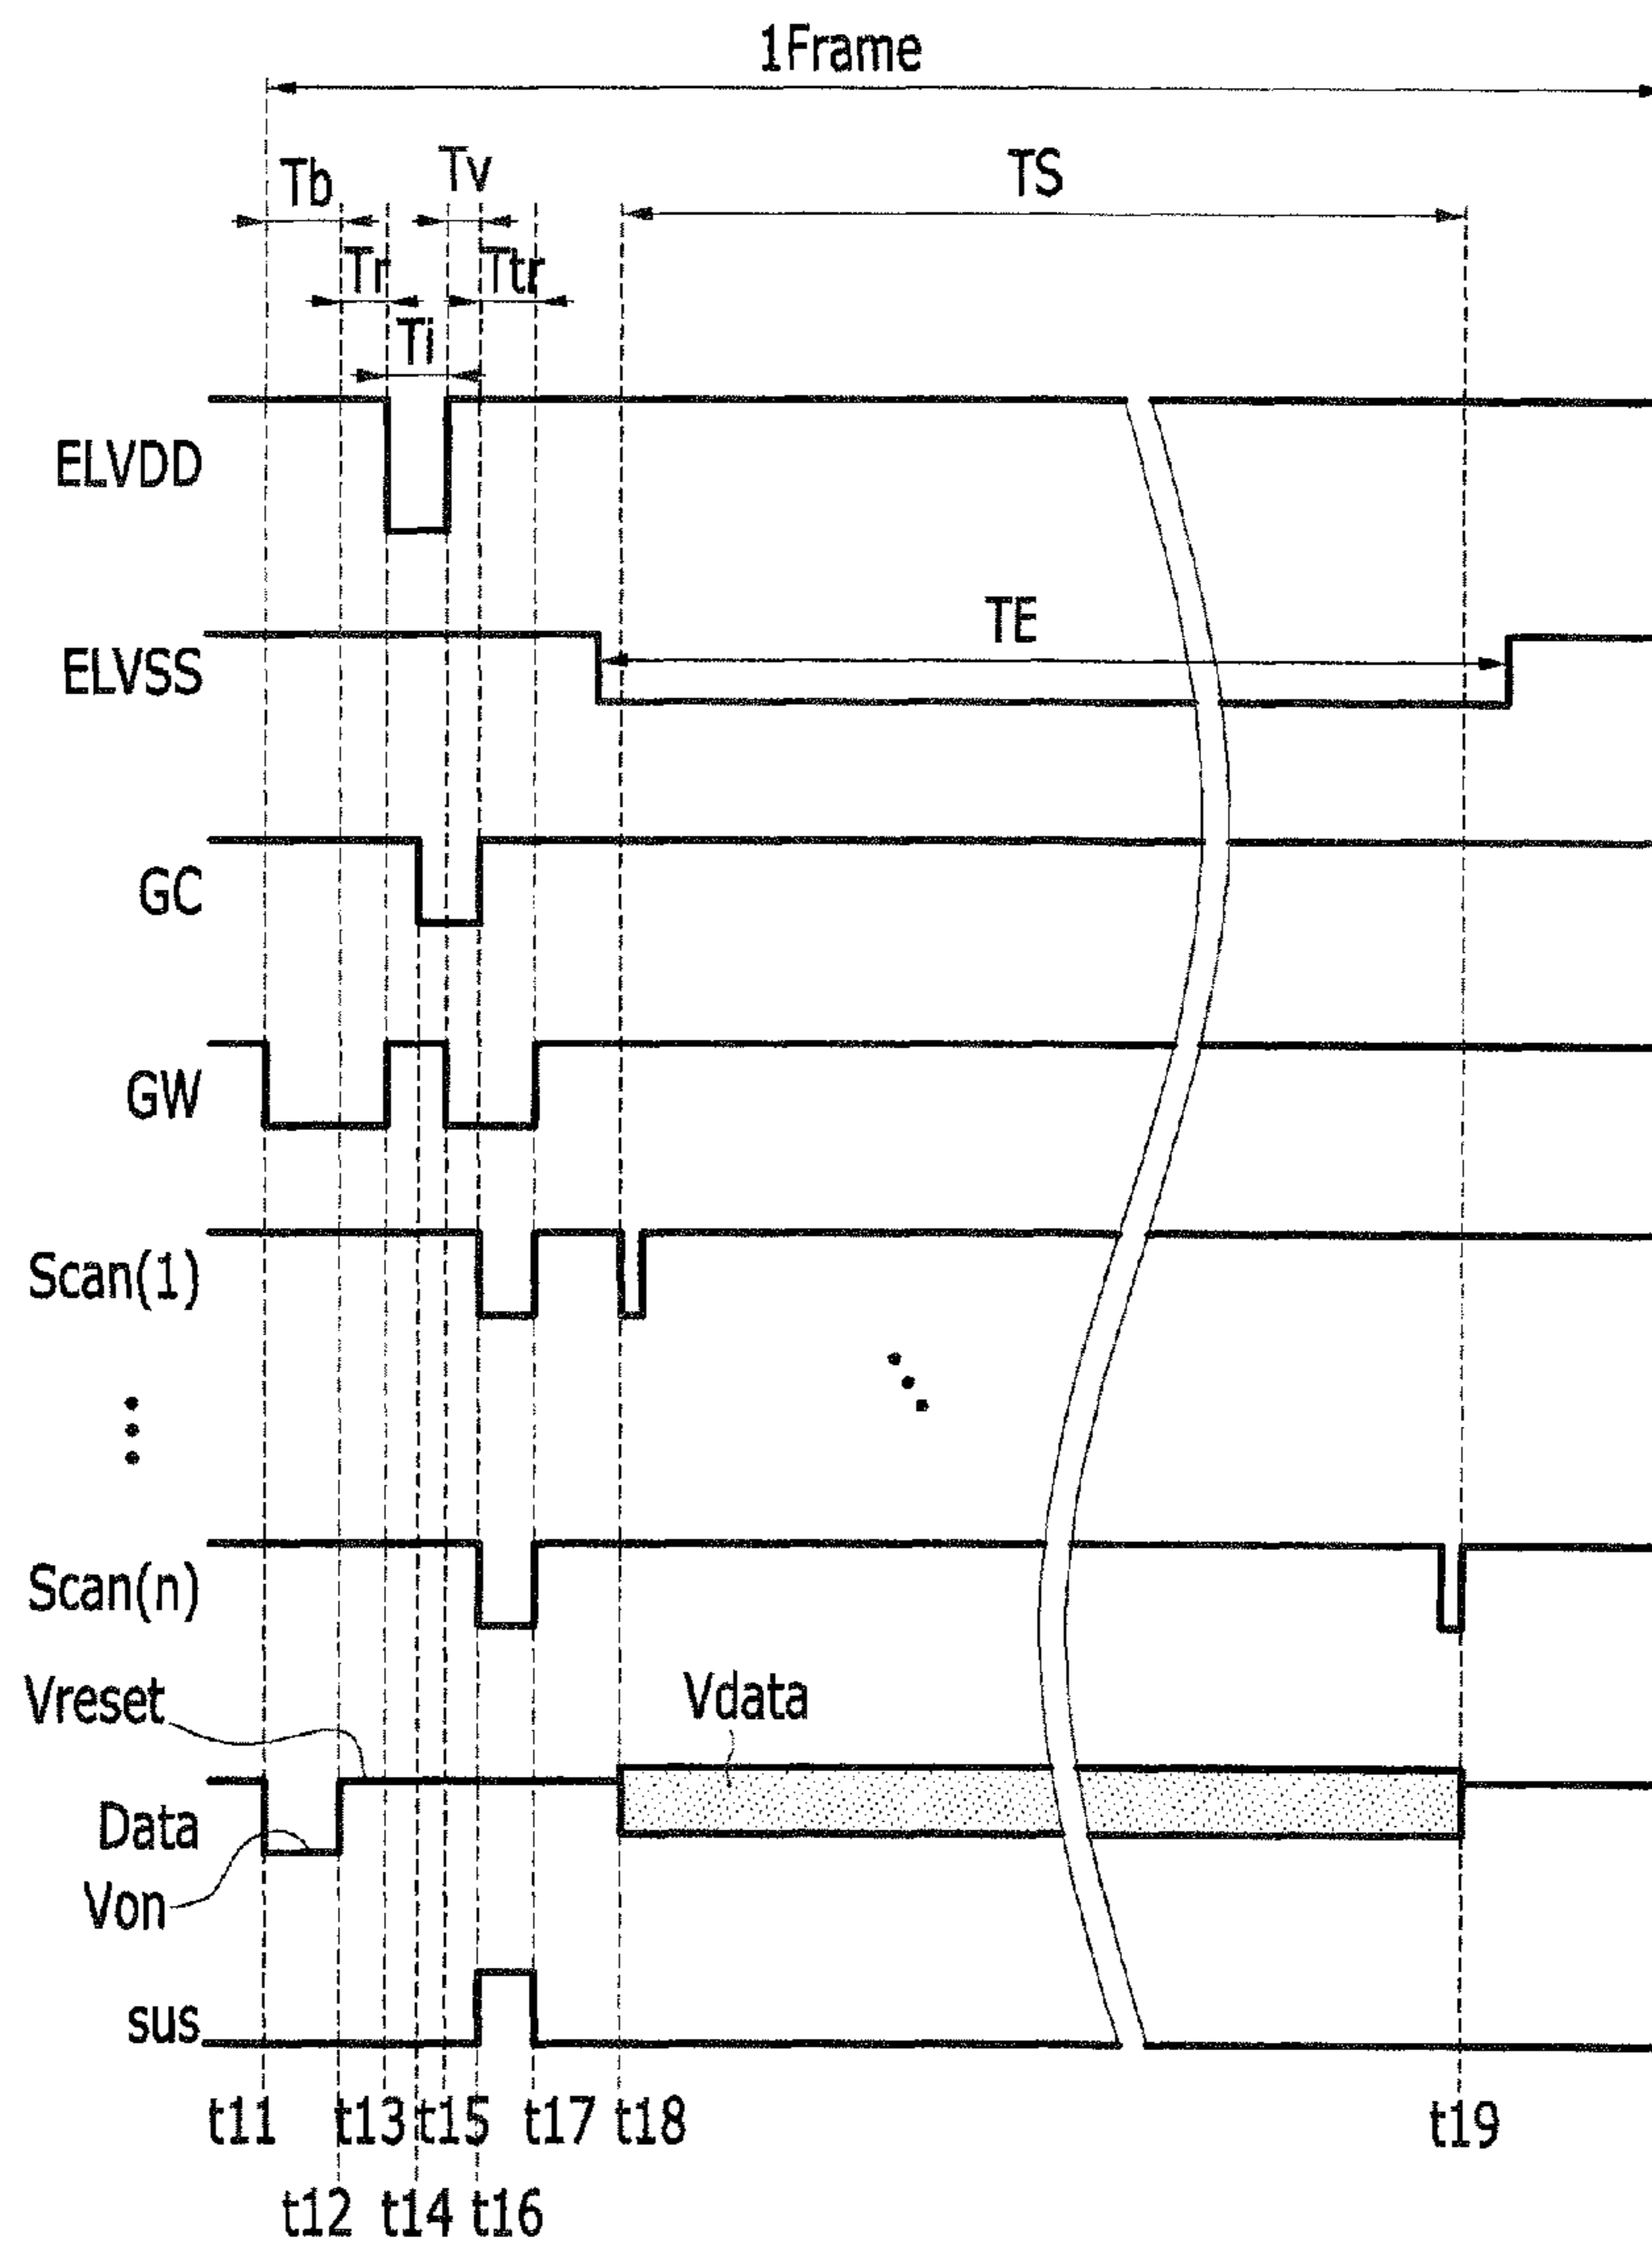 1Frame
Tb
Tv
TS
Tr
Ttr
Ti
ELVDD
TE
ELVSS
GC
GW
Scan(1)
Scan(n)
Vreset
Vdata
Data
Von
sus
t11
t13
t15
t17
t18
t19
t12
t14
t16